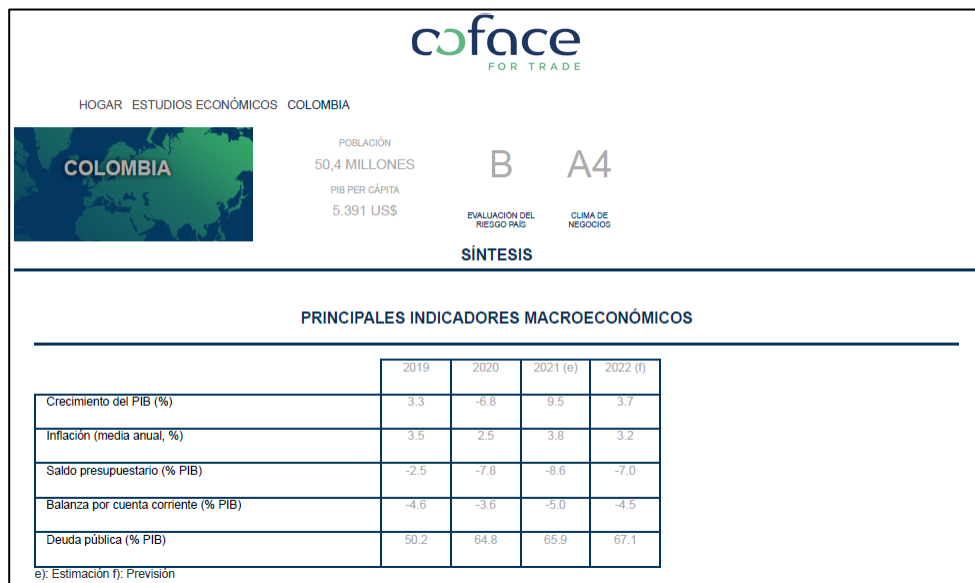 coface
FOR TRADE
HOGAR ESTUDIOS ECONÓMICOS COLOMBIA
COLOMBIA
POBLACIÓN
50,4 MILLONES
PIB PER CÁPITA
5.391 US$
B
EVALUACIÓN DEL
RIESGO PAÍS
A4
CLIMA DE
NEGOCIOS
SÍNTESIS
PRINCIPALES INDICADORES MACROECONÓMICOS
2019 2020 2021 (e) 2022 (f)
Crecimiento del PIB (%) 3.3 -6.8 9.5 3.7
Inflación (media anual, %) 3.5 2.5 3.8 3.2
Saldo presupuestario (% PIB) -2.5 -7.8 -8.6 -7.0
Balanza por cuenta corriente (% PIB) -4.6 -3.6 -5.0 -4.5
Deuda pública (% PIB) 50.2 64.8 65.9 67.1
e): Estimación f): Previsión